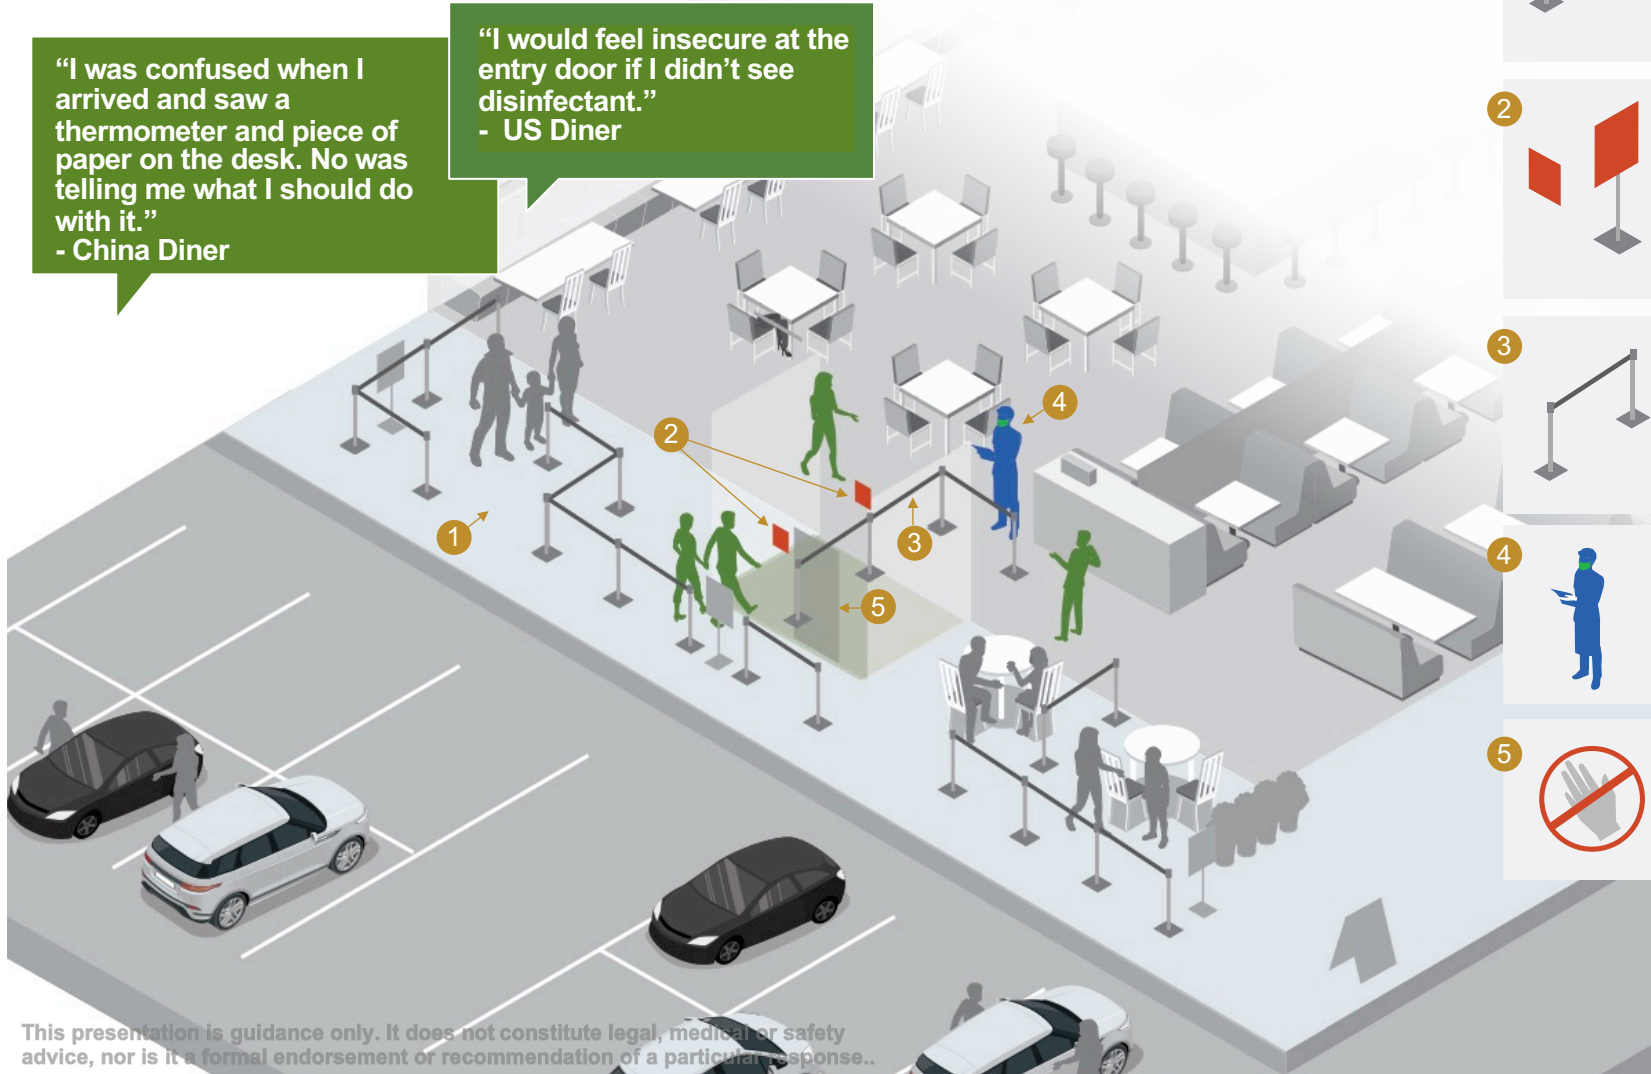 “I was confused when I
arrived and saw a
thermometer and piece of
paper on the desk. No was
telling me what I should do
with it.”
- China Diner
“I would feel insecure at the
entry door if I didn’t see
disinfectant.”
- US Diner
2
3
4
5
4
2
1
3
5
This presentation is guidance only. It does not constitute legal, medical or safety
advice, nor is it a formal endorsement or recommendation of a particular response..